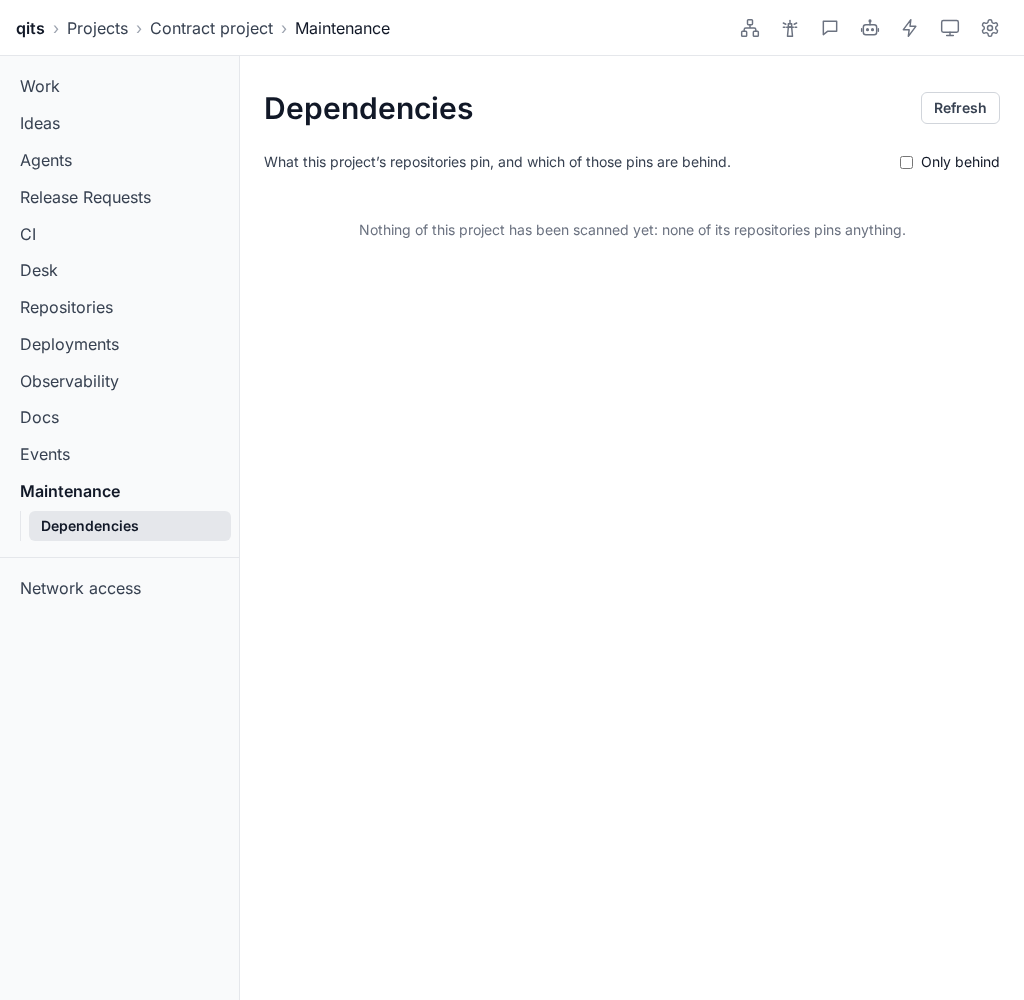 qits › Projects › Contract project › Maintenance
Work
Ideas
Agents
Release Requests
CI
Desk
Repositories
Deployments
Observability
Docs
Events
Maintenance
Dependencies
Network access
Dependencies
Refresh
What this project’s repositories pin, and which of those pins are behind.
Only behind
Nothing of this project has been scanned yet: none of its repositories pins anything.